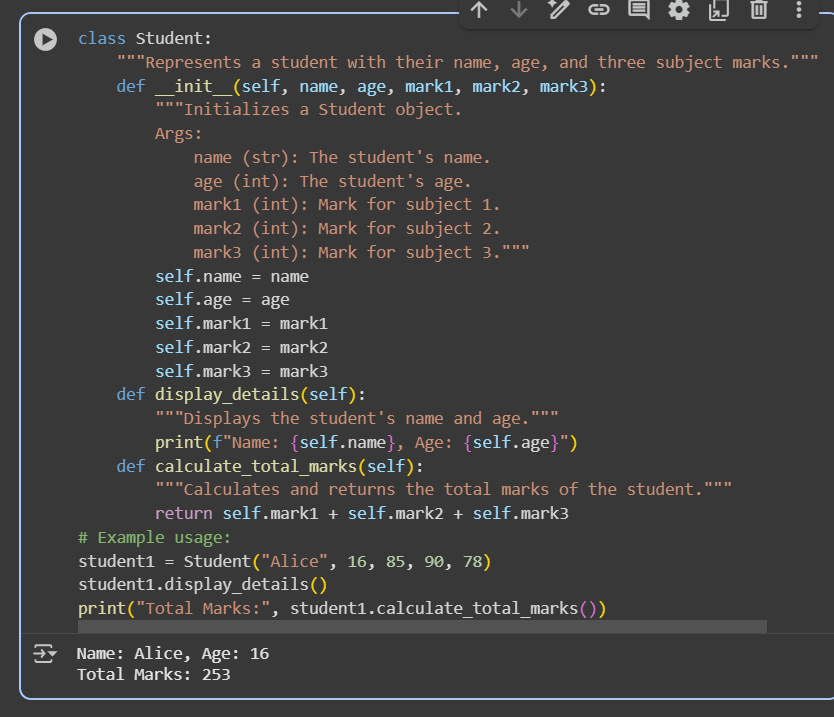 class Student:
    """Represents a student with their name, age, and three subject marks."""
    def __init__(self, name, age, mark1, mark2, mark3):
        """Initializes a Student object.
        Args:
            name (str): The student's name.
            age (int): The student's age.
            mark1 (int): Mark for subject 1.
            mark2 (int): Mark for subject 2.
            mark3 (int): Mark for subject 3."""
        self.name = name
        self.age = age
        self.mark1 = mark1
        self.mark2 = mark2
        self.mark3 = mark3
    def display_details(self):
        """Displays the student's name and age."""
        print(f"Name: {self.name}, Age: {self.age}")
    def calculate_total_marks(self):
        """Calculates and returns the total marks of the student."""
        return self.mark1 + self.mark2 + self.mark3
# Example usage:
student1 = Student("Alice", 16, 85, 90, 78)
student1.display_details()
print("Total Marks:", student1.calculate_total_marks())
Name: Alice, Age: 16
Total Marks: 253